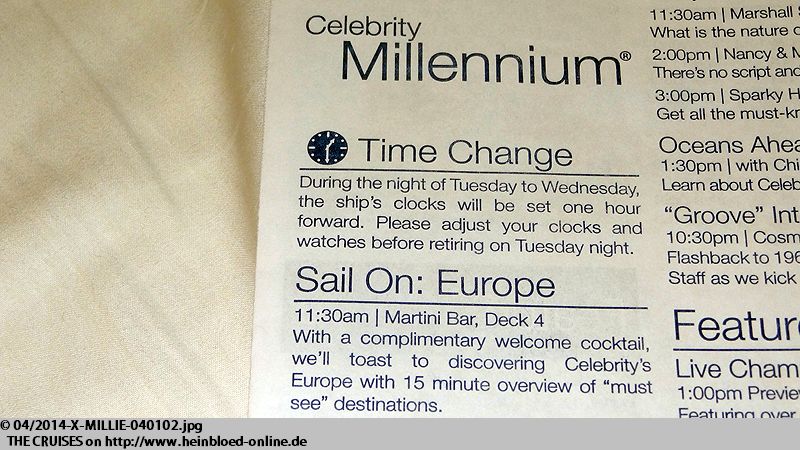 Celebrity
Millennium®
Time Change
During the night of Tuesday to Wednesday,
the ship's clocks will be set one hour
forward. Please adjust your clocks and
watches before retiring on Tuesday night.
Sail On: Europe
11:30am | Martini Bar, Deck 4
With a complimentary welcome cocktail,
we'll toast to discovering Celebrity's
Europe with 15 minute overview of "must
see" destinations.
11:30am | Marshall
What is the nature
2:00pm | Nancy &
There's no script and
3:00pm | Sparky
Get all the
Oceans
1:30pm | with
Learn about
"Groove"
10:30pm |
Flashback to
Staff as we kick
Live
1:00pm
Featuring over
© 04/2014-X-MILLIE-040102.jpg
THE CRUISES on http://www.heinbloed-online.de